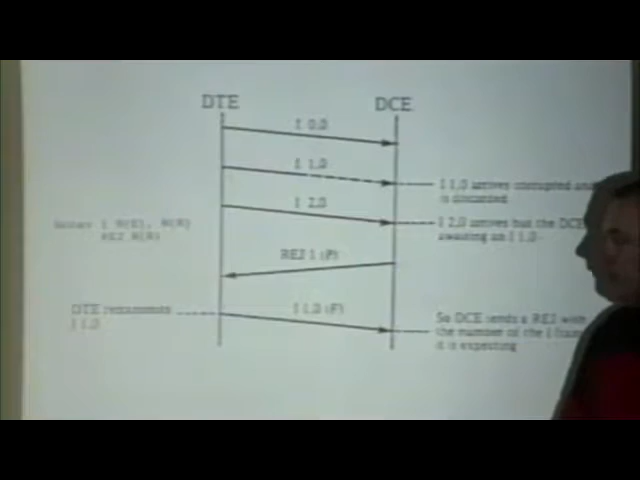 DTE DCE
I 0,0
I 1,0
I 1,0 arrives corrupted and
is discarded
I 2,0
I 2,0 arrives but the DCE
awaiting an I 1,0
Notes: I N(S), N(R)
REJ N(R)
REJ 1 (P)
DTE retransmits
I 1,0
I 1,0 (F)
So DCE sends a REJ with
the number of the I frame
it is expecting